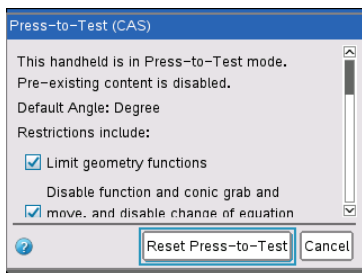 Press-to-Test (CAS)
This handheld is in Press-to-Test mode.
Pre-existing content is disabled.
Default Angle: Degree
Restrictions include:
Limit geometry functions
Disable function and conic grab and
move, and disable change of equation
Reset Press-to-Test
Cancel